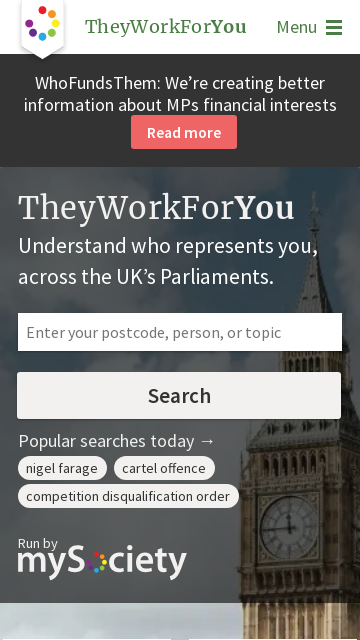 TheyWorkForYou
Menu
WhoFundsThem: We’re creating better
information about MPs financial interests
Read more
TheyWorkForYou
Understand who represents you,
across the UK’s Parliaments.
Enter your postcode, person, or topic
Search
Popular searches today →
nigel farage
cartel offence
competition disqualification order
Run by
mySociety